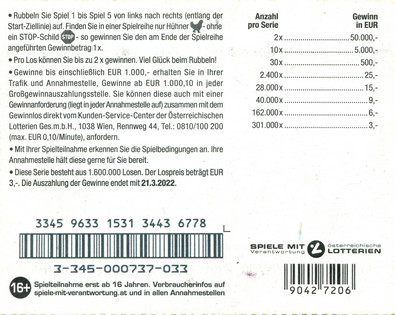 • Rubbeln Sie Spiel 1 bis Spiel 5 von links nach rechts (entlang der
Start-Ziellinie) auf. Finden Sie in einer Spielreihe nur Hühner - ohne
ein STOP-Schild STOP - so gewinnen Sie den am Ende der Spielreihe
angeführten Gewinnbetrag 1x.
• Pro Los können Sie bis zu 2 x gewinnen. Viel Glück beim Rubbeln!
• Gewinne bis einschließlich EUR 1.000,- erhalten Sie in Ihrer
Trafik und Annahmestelle, Gewinne ab EUR 1.000,10 in jeder
Großgewinnauszahlungsstelle. Sie können diese auch mit einer
Gewinnanforderung (liegt in jeder Annahmestelle auf) zusammen mit dem
Gewinnlos direkt vom Kunden-Service-Center der Österreichischen
Lotterien Ges.m.b.H., 1038 Wien, Rennweg 44, Tel.: 0810/100 200
(max. EUR 0,10/Minute), anfordern.
• Mit Ihrer Spielteilnahme erkennen Sie die Spielbedingungen an. Ihre
Annahmestelle hält diese gerne für Sie bereit.
• Diese Serie besteht aus 1.600.000 Losen. Der Lospreis beträgt EUR
3,-. Die Auszahlung der Gewinne endet mit 21.3.2022.
Anzahl Gewinn
pro Serie in EUR
2x 50.000,-
10x 5.000,-
30x 500,-
2.400x 25,-
28.000x 15,-
40.000x 9,-
162.000x 6,-
301.000x 3,-
3345 9633 1531 3443 6778
3-345-000737-033
16+ Spielteilnahme erst ab 16 Jahren. Verbraucherinfos auf
spiele-mit-verantwortung.at und in allen Annahmestellen
SPIELE MIT österreichische
Verantwortung LOTTERIEN
9042 7206